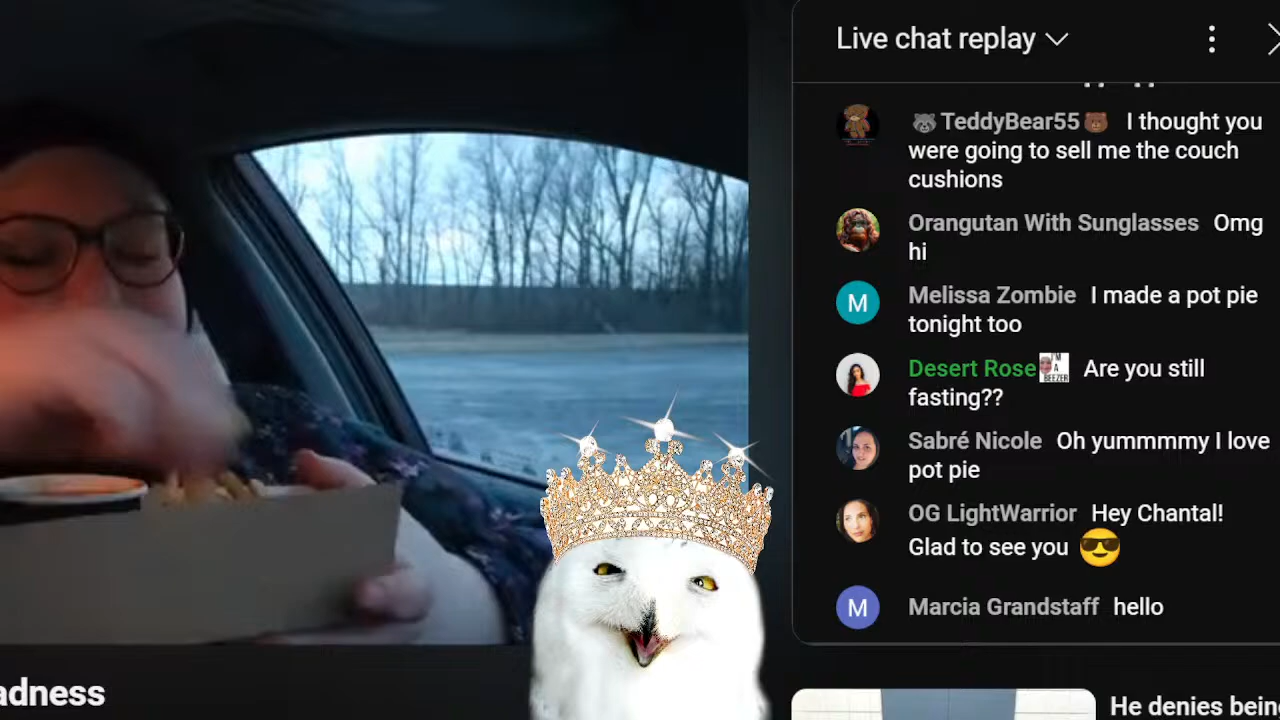 Live chat replay
🦝TeddyBear55🐻 I thought you
were going to sell me the couch
cushions
Orangutan With Sunglasses Omg
hi
M Melissa Zombie I made a pot pie
tonight too
Desert Rose I'M A BEEZER Are you still
fasting??
Sabré Nicole Oh yummmmy I love
pot pie
OG LightWarrior Hey Chantal!
Glad to see you 😎
M Marcia Grandstaff hello
adness
He denies being